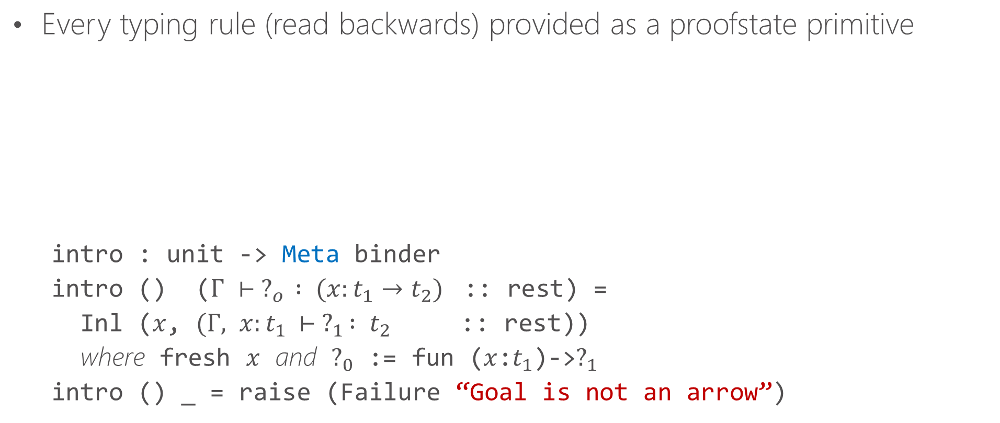 • Every typing rule (read backwards) provided as a proofstate primitive
intro : unit -> Meta binder
intro () (Γ ⊢ ?ₒ : (x: t₁ → t₂) :: rest) =
Inl (x, (Γ, x: t₁ ⊢ ?₁ : t₂ :: rest))
where fresh x and ?₀ := fun (x:t₁)->?₁
intro () _ = raise (Failure “Goal is not an arrow”)